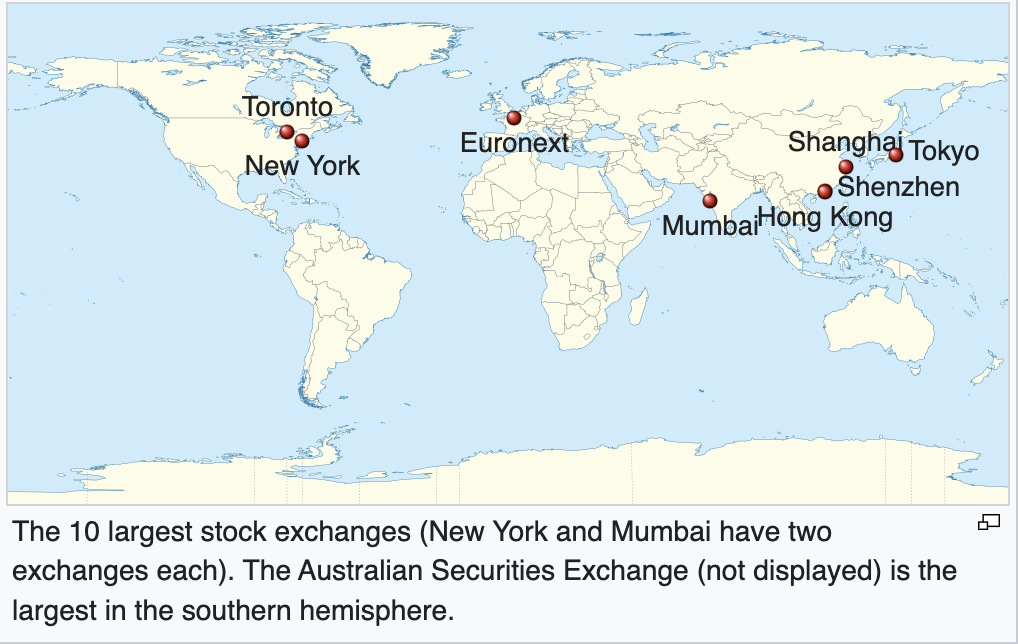 Toronto
New York
Euronext
Shanghai
Tokyo
Shenzhen
Mumbai
Hong Kong
The 10 largest stock exchanges (New York and Mumbai have two
exchanges each). The Australian Securities Exchange (not displayed) is the
largest in the southern hemisphere.